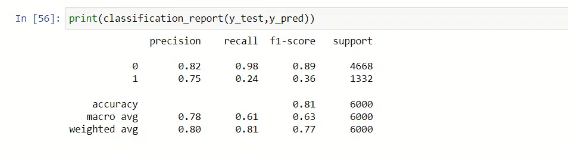 In [56]: print(classification_report(y_test,y_pred))
precision recall f1-score support
0 0.82 0.98 0.89 4668
1 0.75 0.24 0.36 1332
accuracy 0.81 6000
macro avg 0.78 0.61 0.63 6000
weighted avg 0.80 0.81 0.77 6000